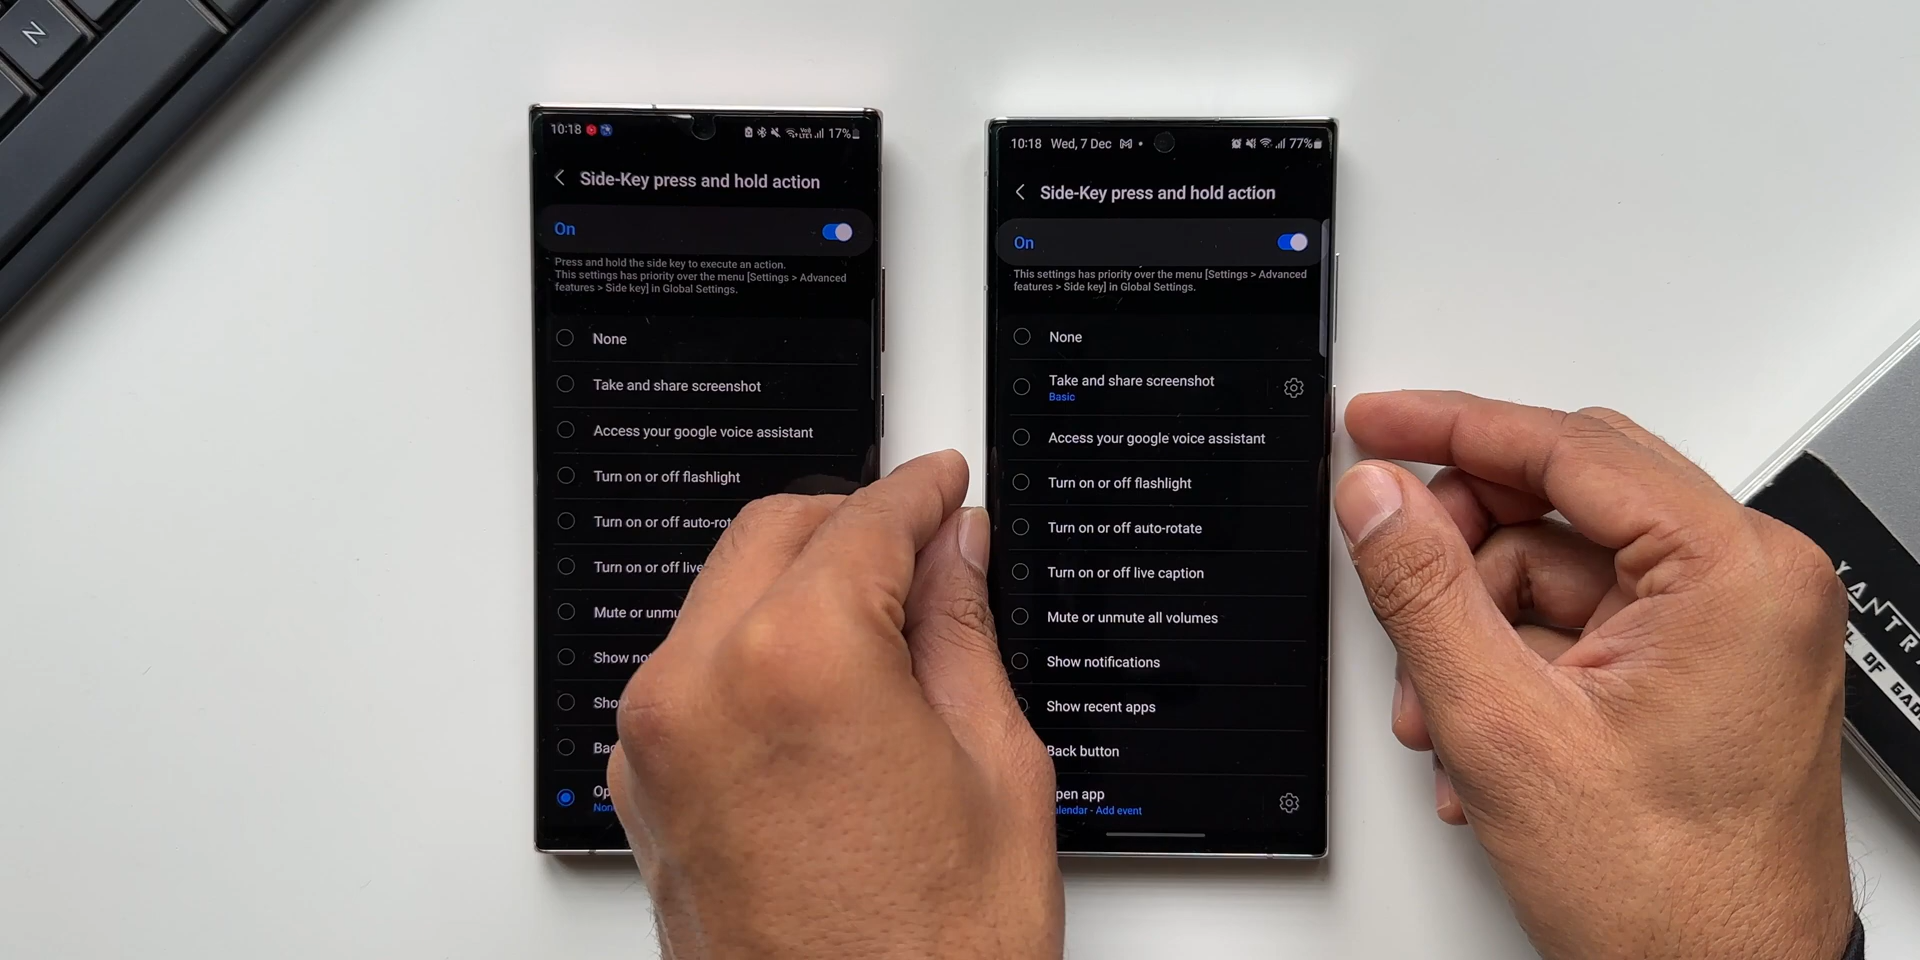 N
10:18
17%
Side-Key press and hold action
On
Press and hold the side key to execute an action.
This settings has priority over the menu [Settings > Advanced
features > Side key] in Global Settings.
None
Take and share screenshot
Access your google voice assistant
Turn on or off flashlight
Turn on or off auto-rot
Turn on or off live
Mute or unmu
Show not
Sho
Bac
Op
Non
10:18 Wed, 7 Dec
77%
Side-Key press and hold action
On
This settings has priority over the menu [Settings > Advanced
features > Side key] in Global Settings.
None
Take and share screenshot
Basic
Access your google voice assistant
Turn on or off flashlight
Turn on or off auto-rotate
Turn on or off live caption
Mute or unmute all volumes
Show notifications
Show recent apps
Back button
pen app
alendar - Add event
YANTR
OF GAD